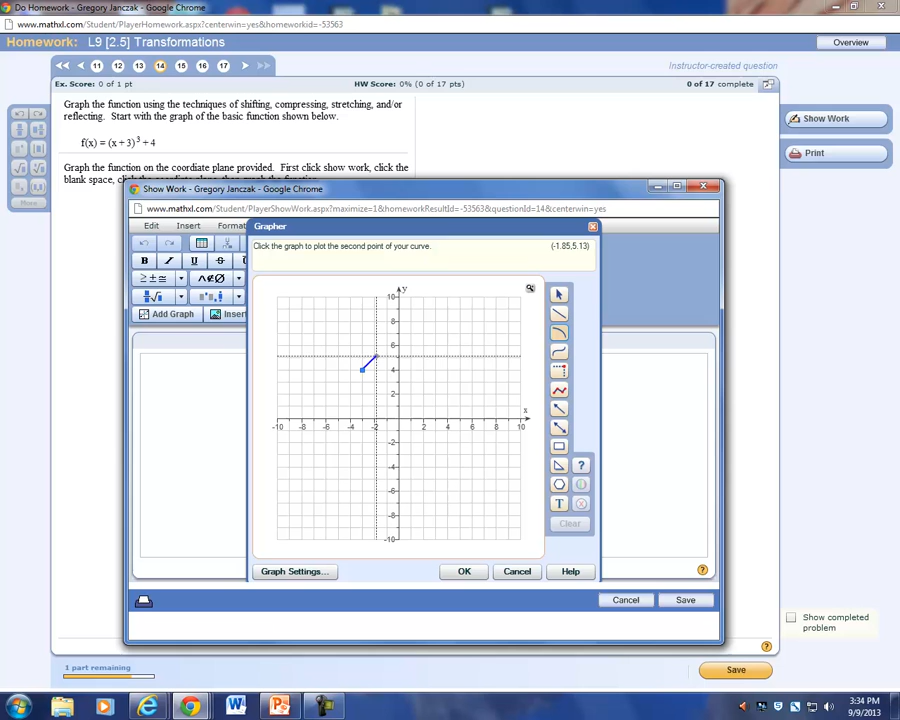 Do Homework - Gregory Janczak - Google Chrome
www.mathxl.com/Student/PlayerHomework.aspx?centerwin=yes&homeworkid=-53563
Homework: L9 [2.5] Transformations
Overview
11 12 13 14 15 16 17
Instructor-created question
Ex. Score: 0 of 1 pt
HW Score: 0% (0 of 17 pts)
0 of 17 complete
Graph the function using the techniques of shifting, compressing, stretching, and/or
reflecting. Start with the graph of the basic function shown below.
f(x) = (x + 3)³ + 4
Graph the function on the coordiate plane provided. First click show work, click the
Show Work
Print
More
Show Work - Gregory Janczak - Google Chrome
www.mathxl.com/Student/PlayerShowWork.aspx?maximize=1&homeworkResultId=-53563&questionId=14&centerwin=yes
Edit Insert Format
B I U S
≥±≅ ∧∉∅
Add Graph Insert
Grapher
Click the graph to plot the second point of your curve.
(-1.85,5.13)
y
10
8
6
4
2
x
-10 -8 -6 -4 -2 2 4 6 8 10
-2
-4
-6
-8
-10
?
T
Clear
Graph Settings...
OK
Cancel
Help
?
Cancel
Save
Show completed
problem
?
1 part remaining
Save
3:34 PM
9/9/2013